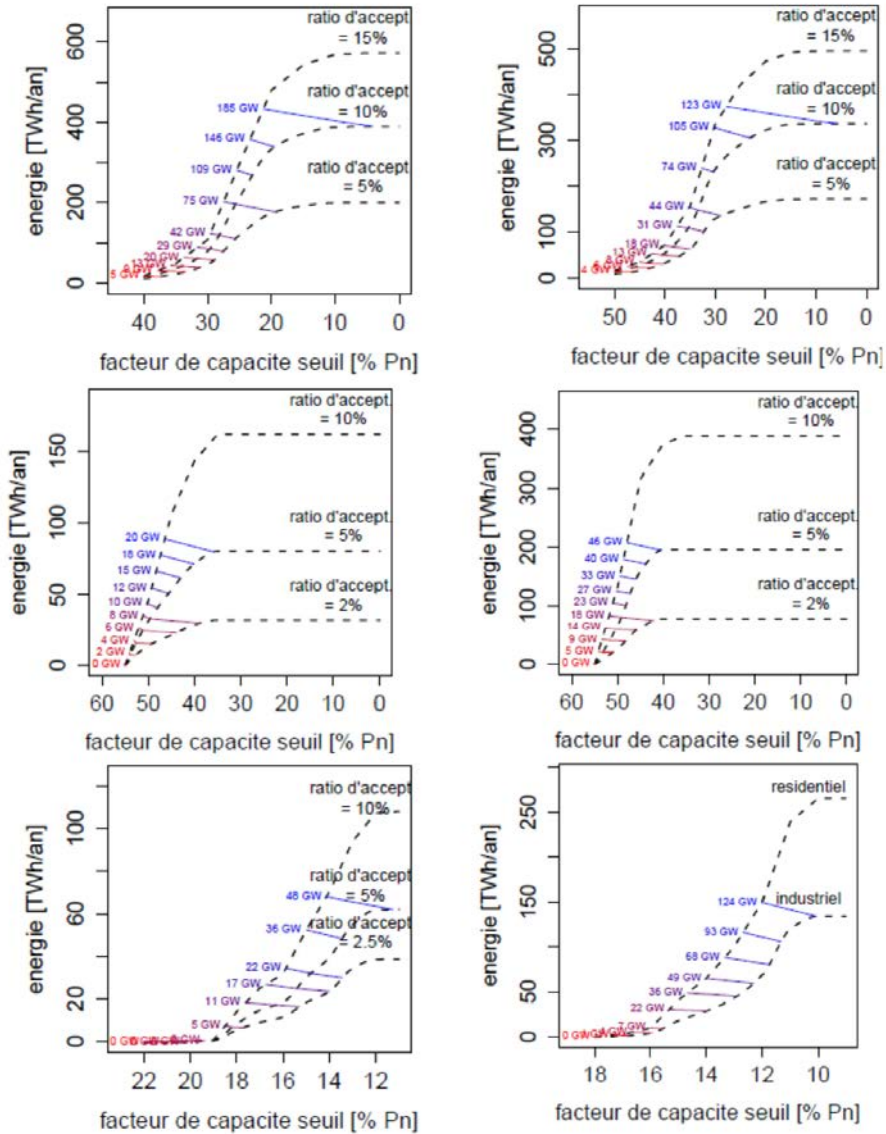 ratio d'accept.
= 15%
ratio d'accept.
= 10%
ratio d'accept.
= 5%
185 GW
146 GW
109 GW
75 GW
42 GW
29 GW
20 GW
energie [TWh/an]
0
200
400
600
40
30
20
10
0
facteur de capacite seuil [% Pn]
ratio d'accept.
= 15%
ratio d'accept.
= 10%
ratio d'accept.
= 5%
123 GW
105 GW
74 GW
44 GW
31 GW
18 GW
energie [TWh/an]
0
100
300
500
50
40
30
20
10
0
facteur de capacite seuil [% Pn]
ratio d'accept.
= 10%
ratio d'accept.
= 5%
ratio d'accept.
= 2%
20 GW
18 GW
15 GW
12 GW
10 GW
8 GW
6 GW
4 GW
2 GW
0 GW
energie [TWh/an]
0
50
100
150
60
50
40
30
20
10
0
facteur de capacite seuil [% Pn]
ratio d'accept.
= 10%
ratio d'accept.
= 5%
ratio d'accept.
= 2%
46 GW
40 GW
33 GW
27 GW
23 GW
18 GW
14 GW
9 GW
5 GW
0 GW
energie [TWh/an]
0
100
200
300
400
60
50
40
30
20
10
0
facteur de capacite seuil [% Pn]
ratio d'accept.
= 10%
ratio d'accept.
= 5%
ratio d'accept.
= 2.5%
48 GW
36 GW
22 GW
17 GW
11 GW
5 GW
energie [TWh/an]
0
20
60
100
22
20
18
16
14
12
facteur de capacite seuil [% Pn]
residentiel
industriel
124 GW
93 GW
68 GW
49 GW
36 GW
22 GW
energie [TWh/an]
0
50
150
250
18
16
14
12
10
facteur de capacite seuil [% Pn]